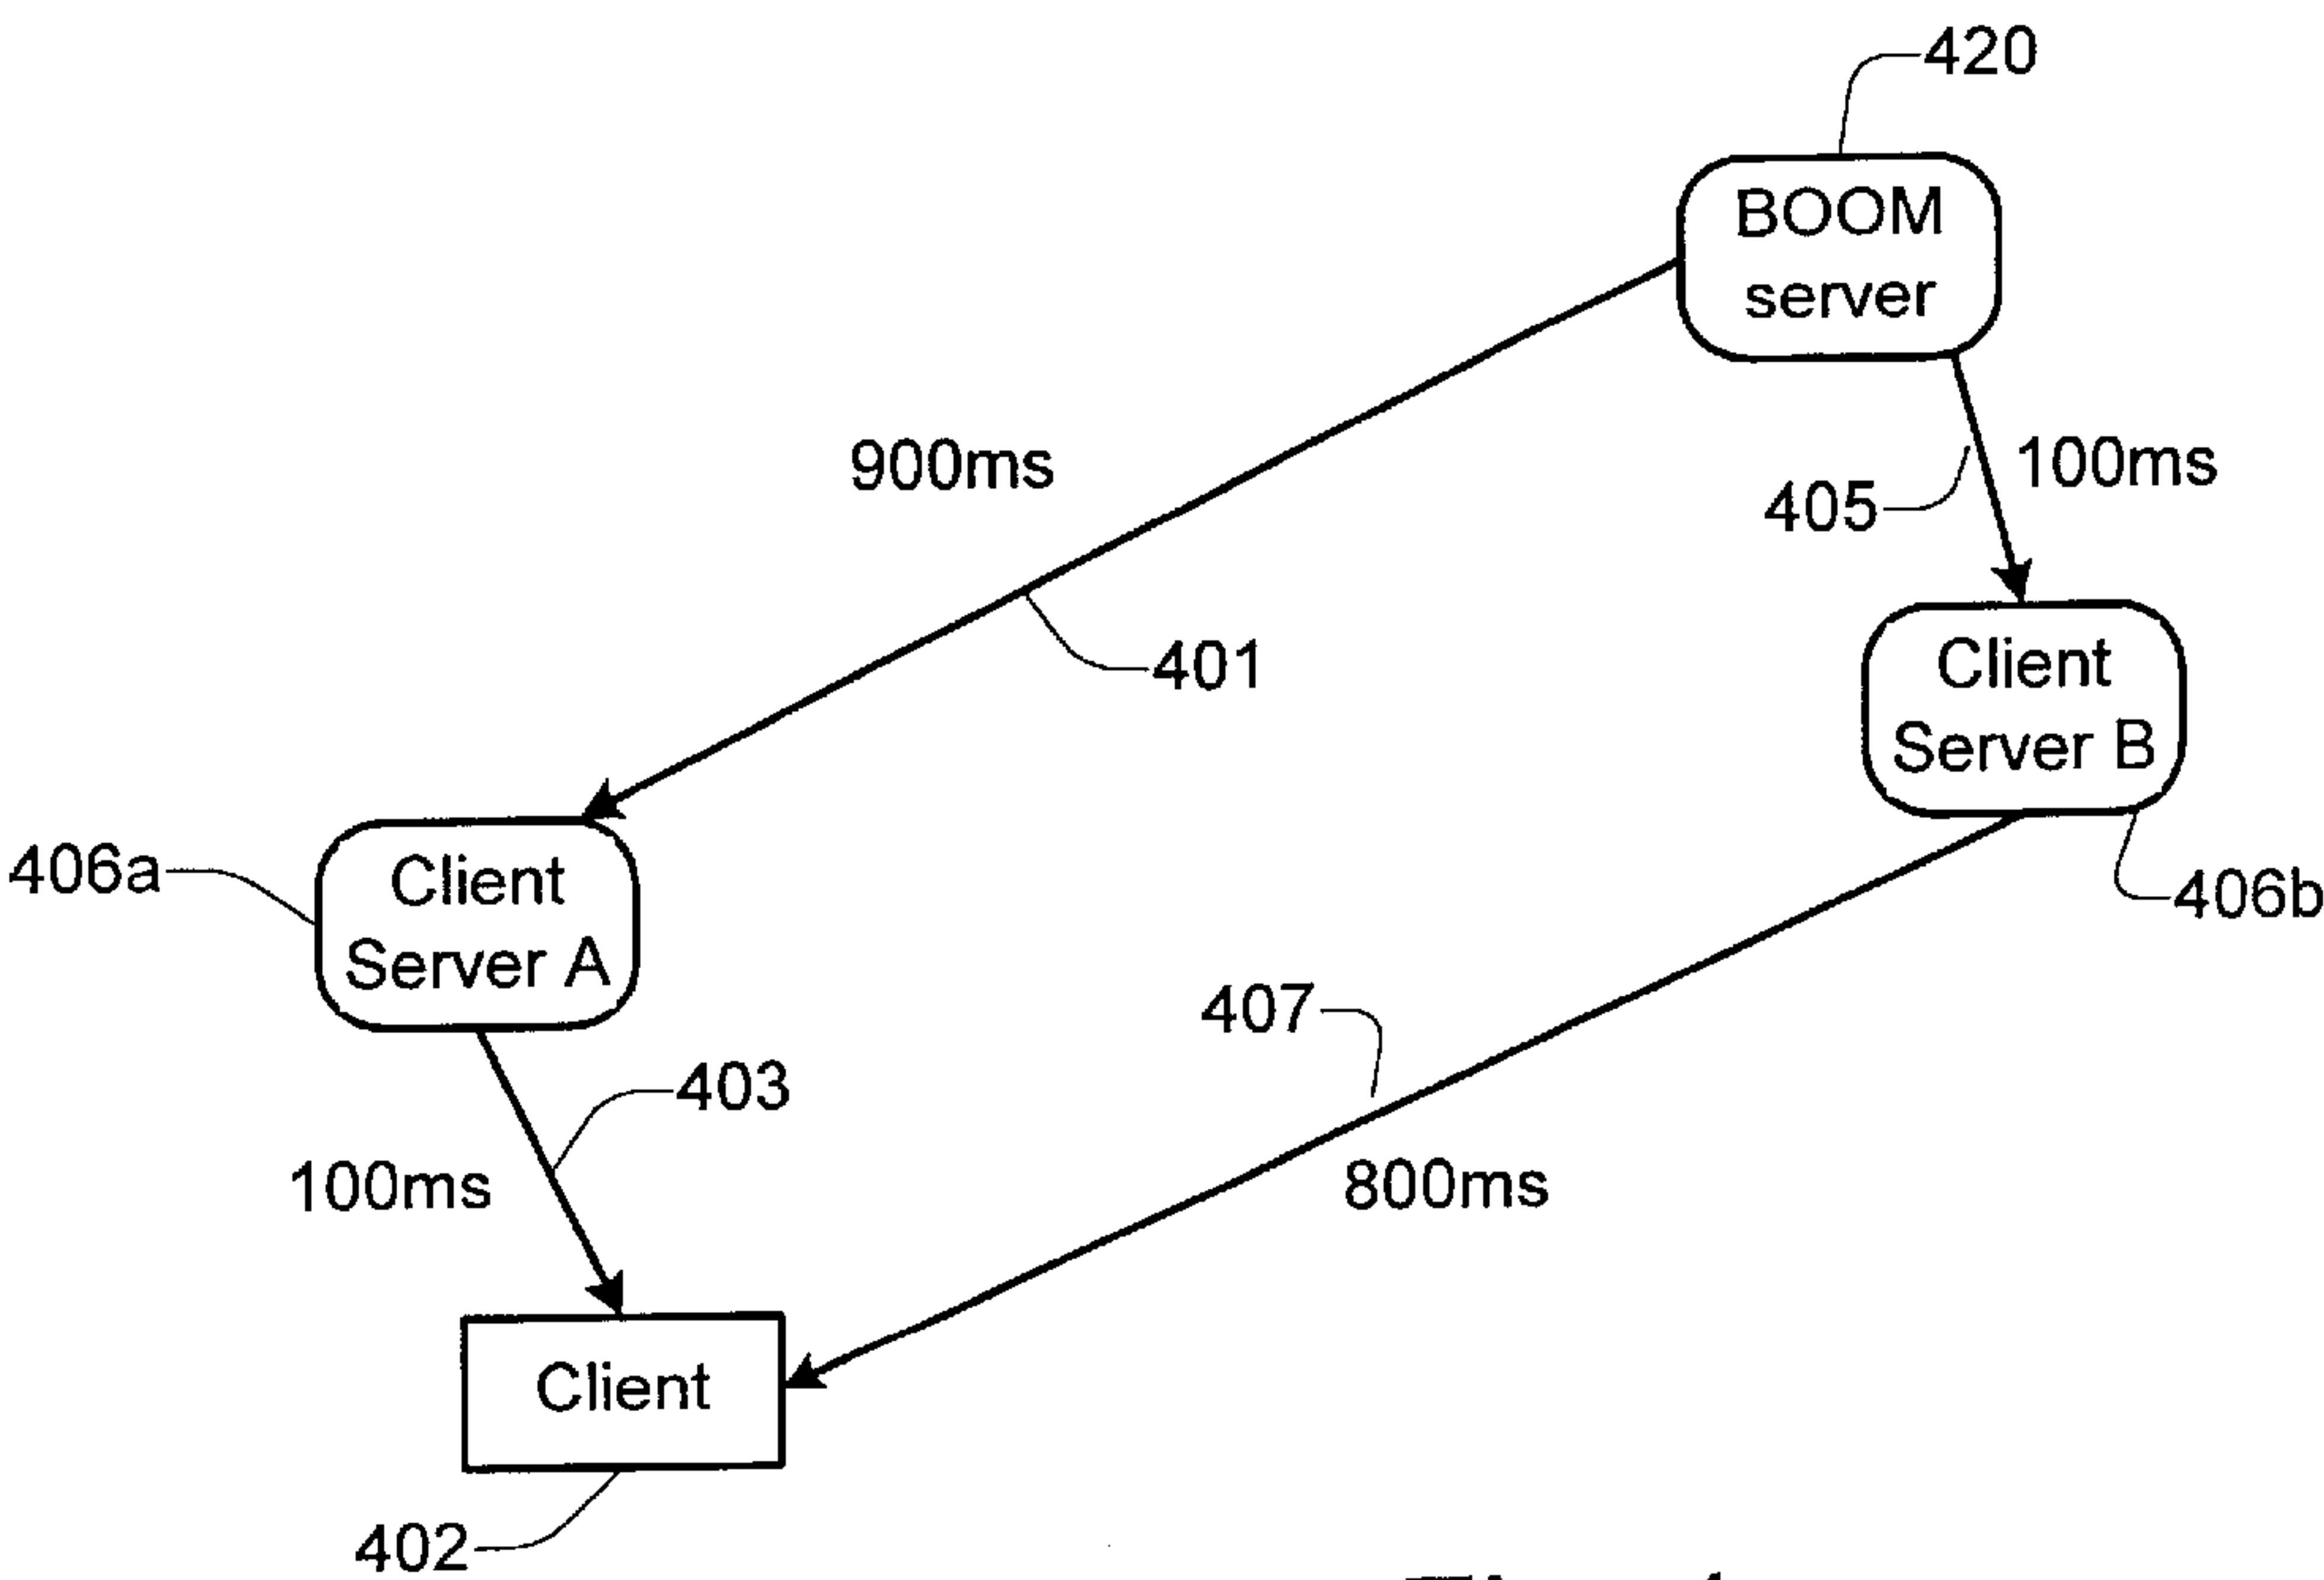 420
BOOM
server
900ms
100ms
405
401
Client
Server B
406a
Client
Server A
406b
407
403
100ms
800ms
Client
402